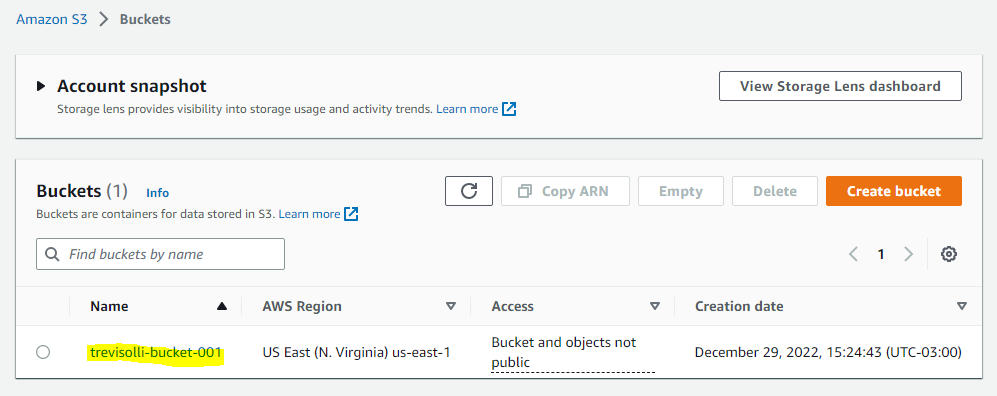 Amazon S3 > Buckets
Account snapshot
View Storage Lens dashboard
Storage lens provides visibility into storage usage and activity trends. Learn more
Buckets (1) Info
Copy ARN
Empty
Delete
Create bucket
Buckets are containers for data stored in S3. Learn more
Find buckets by name
1
Name AWS Region Access Creation date
trevisolli-bucket-001 US East (N. Virginia) us-east-1 Bucket and objects not December 29, 2022, 15:24:43 (UTC-03:00)
public